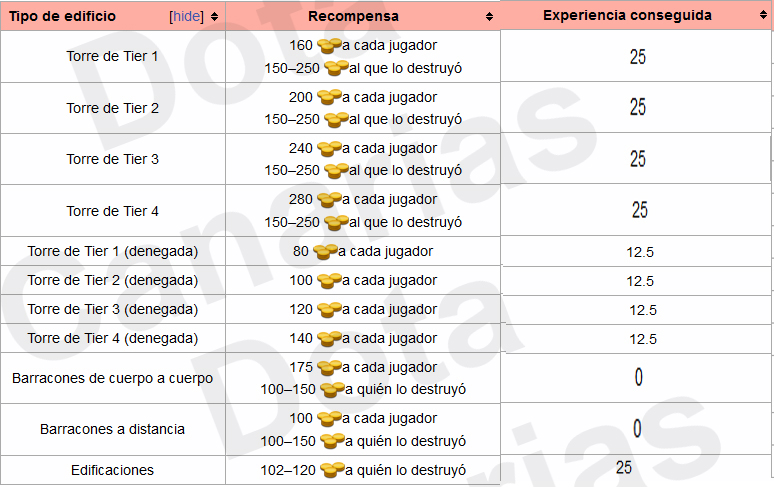 Tipo de edificio [hide] Recompensa Experiencia conseguida
Torre de Tier 1 160 a cada jugador 25
150–250 al que lo destruyó
Torre de Tier 2 200 a cada jugador 25
150–250 al que lo destruyó
Torre de Tier 3 240 a cada jugador 25
150–250 al que lo destruyó
Torre de Tier 4 280 a cada jugador 25
150–250 al que lo destruyó
Torre de Tier 1 (denegada) 80 a cada jugador 12.5
Torre de Tier 2 (denegada) 100 a cada jugador 12.5
Torre de Tier 3 (denegada) 120 a cada jugador 12.5
Torre de Tier 4 (denegada) 140 a cada jugador 12.5
Barracones de cuerpo a cuerpo 175 a cada jugador 0
100–150 a quién lo destruyó
Barracones a distancia 100 a cada jugador 0
100–150 a quién lo destruyó
Edificaciones 102–120 a quién lo destruyó 25
Dota
Canarias
Dota
Canarias